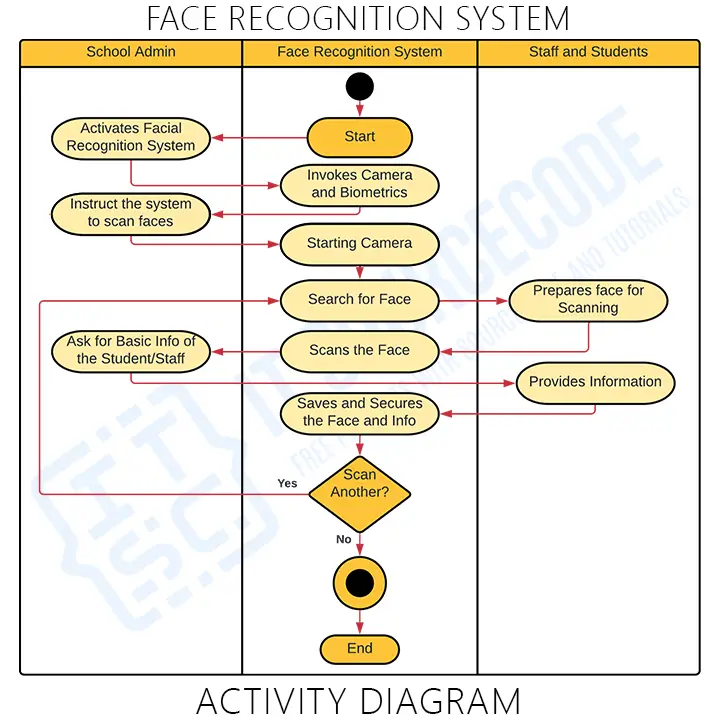 FACE RECOGNITION SYSTEM
School Admin
Face Recognition System
Staff and Students
Start
Activates Facial
Recognition System
Invokes Camera
and Biometrics
Instruct the system
to scan faces
Starting Camera
Search for Face
Prepares face for
Scanning
Scans the Face
Ask for Basic Info of
the Student/Staff
Provides Information
Saves and Secures
the Face and Info
Scan
Another?
Yes
No
End
ACTIVITY DIAGRAM
IT SOURCECODE